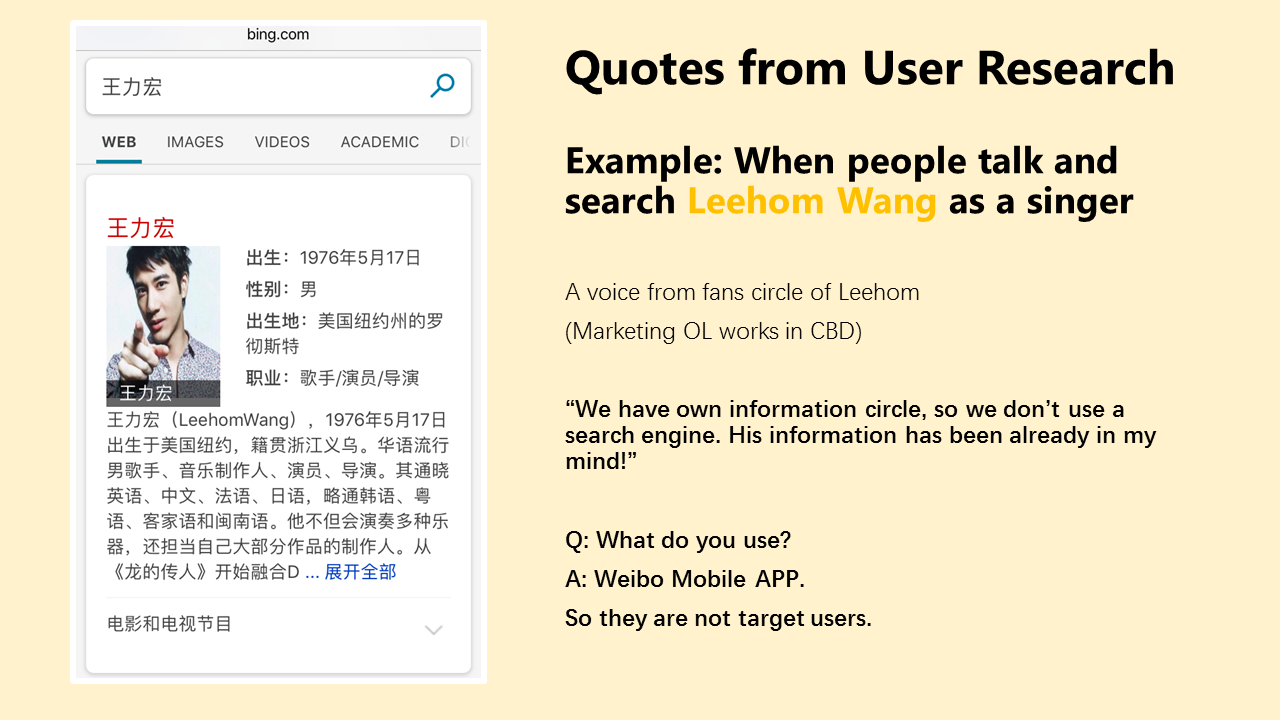 bing.com
王力宏
WEB IMAGES VIDEOS ACADEMIC
王力宏
出生：1976年5月17日
性别：男
出生地：美国纽约州的罗
彻斯特
职业：歌手/演员/导演
王力宏
王力宏（LeehomWang），1976年5月17日
出生于美国纽约，籍贯浙江义乌。华语流行
男歌手、音乐制作人、演员、导演。其通晓
英语、中文、法语、日语，略通韩语、粤
语、客家语和闽南语。他不但会演奏多种乐
器，还担当自己大部分作品的制作人。从
《龙的传人》开始融合D ... 展开全部
电影和电视节目
Quotes from User Research
Example: When people talk and
search Leehom Wang as a singer
A voice from fans circle of Leehom
(Marketing OL works in CBD)
“We have own information circle, so we don’t use a
search engine. His information has been already in my
mind!”
Q: What do you use?
A: Weibo Mobile APP.
So they are not target users.